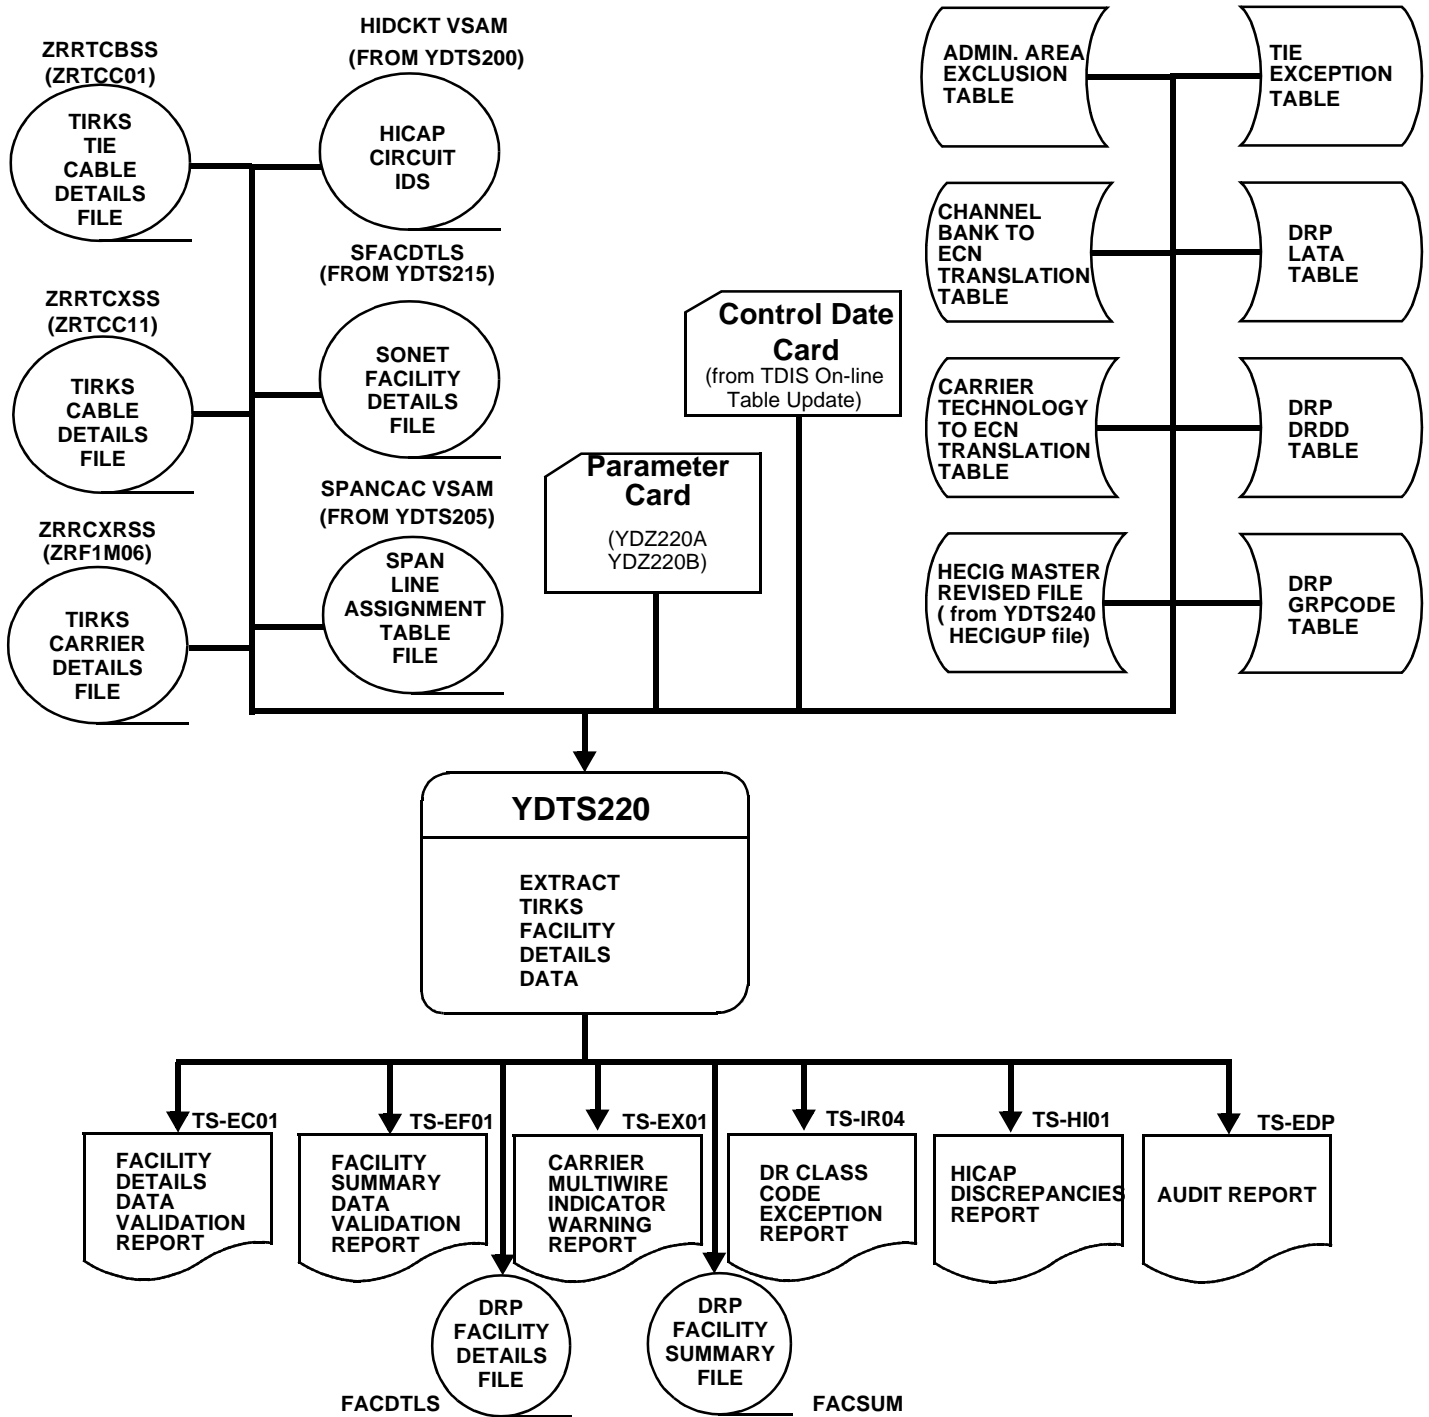 ZRRTCBSS
(ZRTCC01)
TIRKS
TIE
CABLE
DETAILS
FILE
HIDCKT VSAM
(FROM YDTS200)
HICAP
CIRCUIT
IDS
ZRRTCXSS
(ZRTCC11)
TIRKS
CABLE
DETAILS
FILE
SFACDTLS
(FROM YDTS215)
SONET
FACILITY
DETAILS
FILE
ZRRCXRSS
(ZRF1M06)
TIRKS
CARRIER
DETAILS
FILE
SPANCAC VSAM
(FROM YDTS205)
SPAN
LINE
ASSIGNMENT
TABLE
FILE
Parameter
Card
(YDZ220A
YDZ220B)
Control Date
Card
(from TDIS On-line
Table Update)
ADMIN. AREA
EXCLUSION
TABLE
TIE
EXCEPTION
TABLE
CHANNEL
BANK TO
ECN
TRANSLATION
TABLE
DRP
LATA
TABLE
CARRIER
TECHNOLOGY
TO ECN
TRANSLATION
TABLE
DRP
DRDD
TABLE
HECIG MASTER
REVISED FILE
( from YDTS240
HECIGUP file)
DRP
GRPCODE
TABLE
YDTS220
EXTRACT
TIRKS
FACILITY
DETAILS
DATA
TS-EC01
FACILITY
DETAILS
DATA
VALIDATION
REPORT
TS-EF01
FACILITY
SUMMARY
DATA
VALIDATION
REPORT
TS-EX01
CARRIER
MULTIWIRE
INDICATOR
WARNING
REPORT
TS-IR04
DR CLASS
CODE
EXCEPTION
REPORT
TS-HI01
HICAP
DISCREPANCIES
REPORT
TS-EDP
AUDIT REPORT
DRP
FACILITY
DETAILS
FILE
FACDTLS
DRP
FACILITY
SUMMARY
FILE
FACSUM